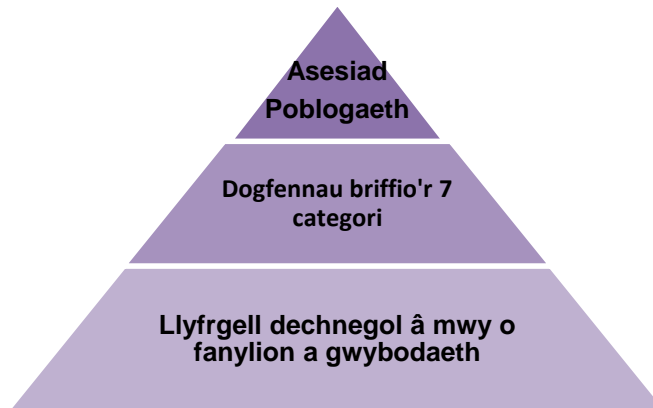 Asesiad
Poblogaeth
Dogfennau briffio'r 7
categori
Llyfrgell dechnegol â mwy o
fanylion a gwybodaeth